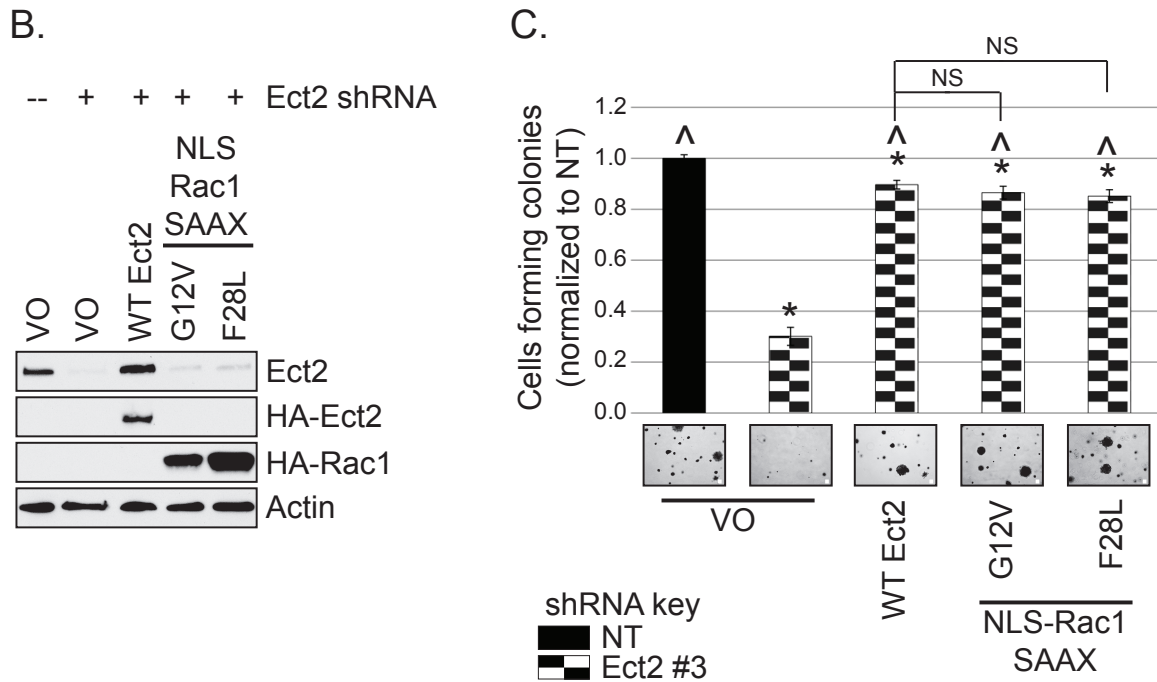 B.
-- + + + + Ect2 shRNA
NLS
Rac1
SAAX
VO
VO
WT Ect2
G12V
F28L
Ect2
HA-Ect2
HA-Rac1
Actin
C.
NS
NS
Cells forming colonies
(normalized to NT)
1.2
1.0
0.8
0.6
0.4
0.2
0.0
^
*
^
*
^
*
^
*
VO
WT Ect2
G12V
F28L
NLS-Rac1
SAAX
shRNA key
NT
Ect2 #3